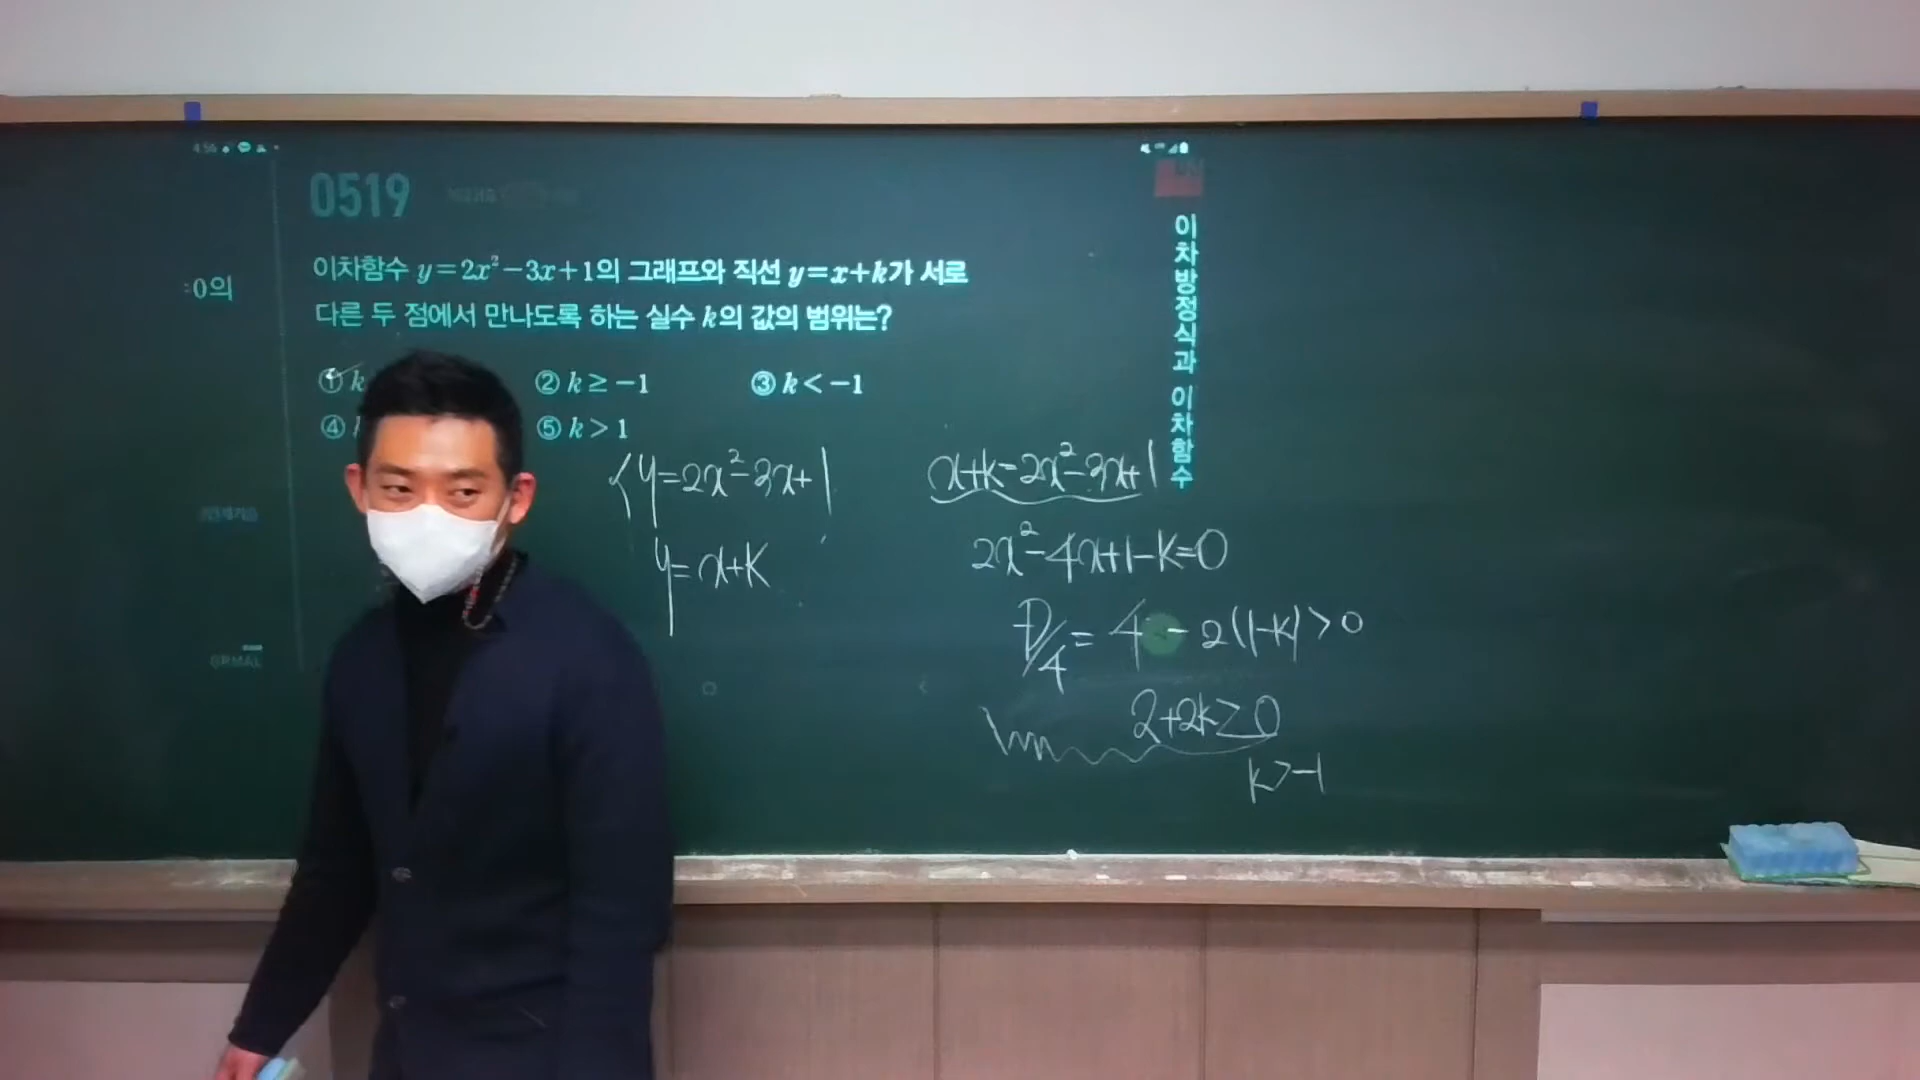 4:56
0519
이차함수 y=2x²-3x+1의 그래프와 직선 y=x+k가 서로
다른 두 점에서 만나도록 하는 실수 k의 값의 범위는?
:0의
① k
② k ≥ -1
③ k < -1
④
⑤ k > 1
이차방정식과 이차함수
y=2x²-3x+1
y=x+k
x+k=2x²-3x+1
2x²-4x+1-k=0
D/4 = 4 - 2(1-k) > 0
2+2k≥0
k>-1